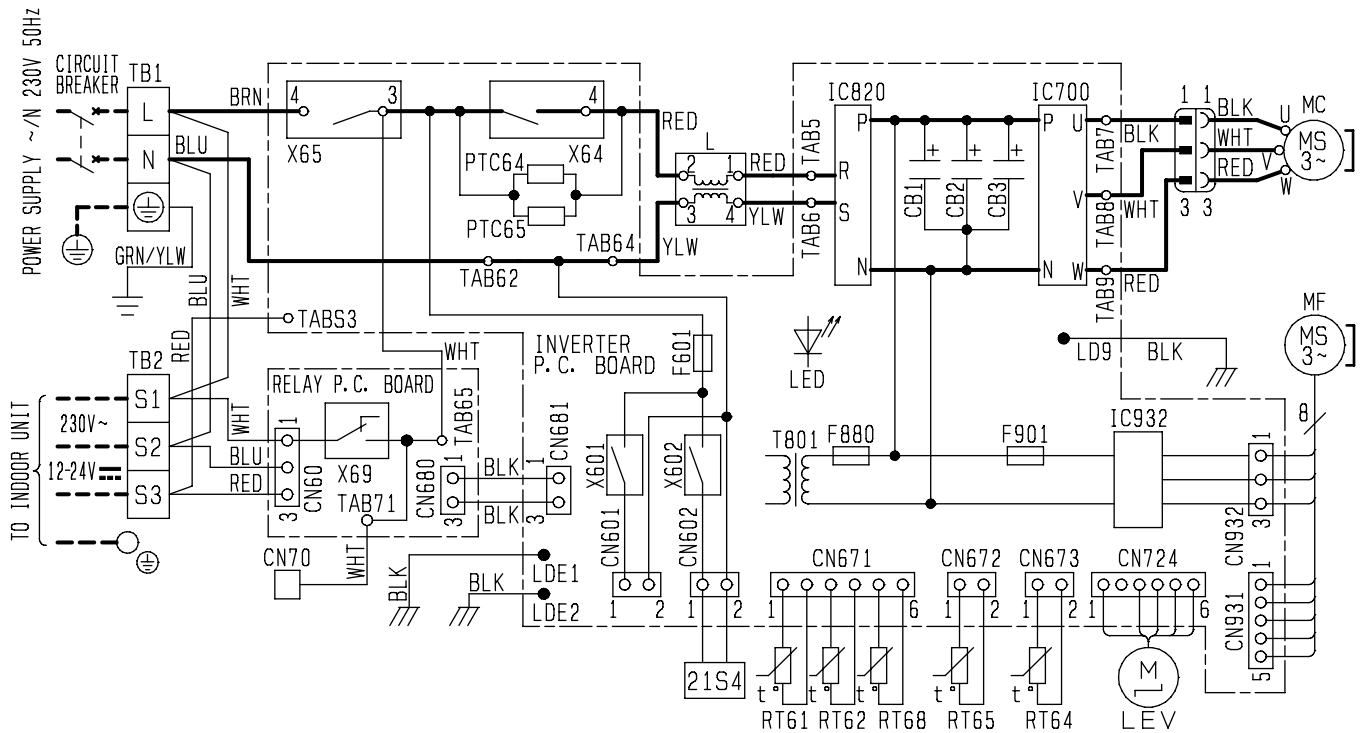 POWER SUPPLY ~/N 230V 50Hz
CIRCUIT
BREAKER
TB1
L
N
BRN
BLU
GRN/YLW
BLU
WHT
RED
4
3
X65
4
X64
PTC64
PTC65
TAB62
TAB64
RED
YLW
L
2
1
3
4
RED
YLW
TAB5
TAB6
IC820
P
R
S
N
+
+
+
CB1
CB2
CB3
IC700
P
N
U
V
W
TAB7
TAB8
TAB9
BLK
WHT
RED
1
1
3
3
BLK
WHT
RED
U
V
W
MC
MS
3~
TABS3
INVERTER
P.C. BOARD
WHT
RELAY P.C. BOARD
TB2
S1
S2
S3
TO INDOOR UNIT
230V~
12-24V
WHT
BLU
RED
1
3
CN60
X69
TAB71
TAB65
CN680
1
3
BLK
BLK
CN681
1
3
CN70
WHT
BLK
BLK
LDE1
LDE2
F601
X601
X602
CN601
1
2
CN602
1
2
21S4
LED
LD9
BLK
MF
MS
3~
8
T801
F880
F901
IC932
CN932
1
3
CN931
1
5
CN671
1
6
CN672
1
2
CN673
1
2
CN724
1
6
t°
t°
t°
t°
t°
RT61
RT62
RT68
RT65
RT64
M
LEV